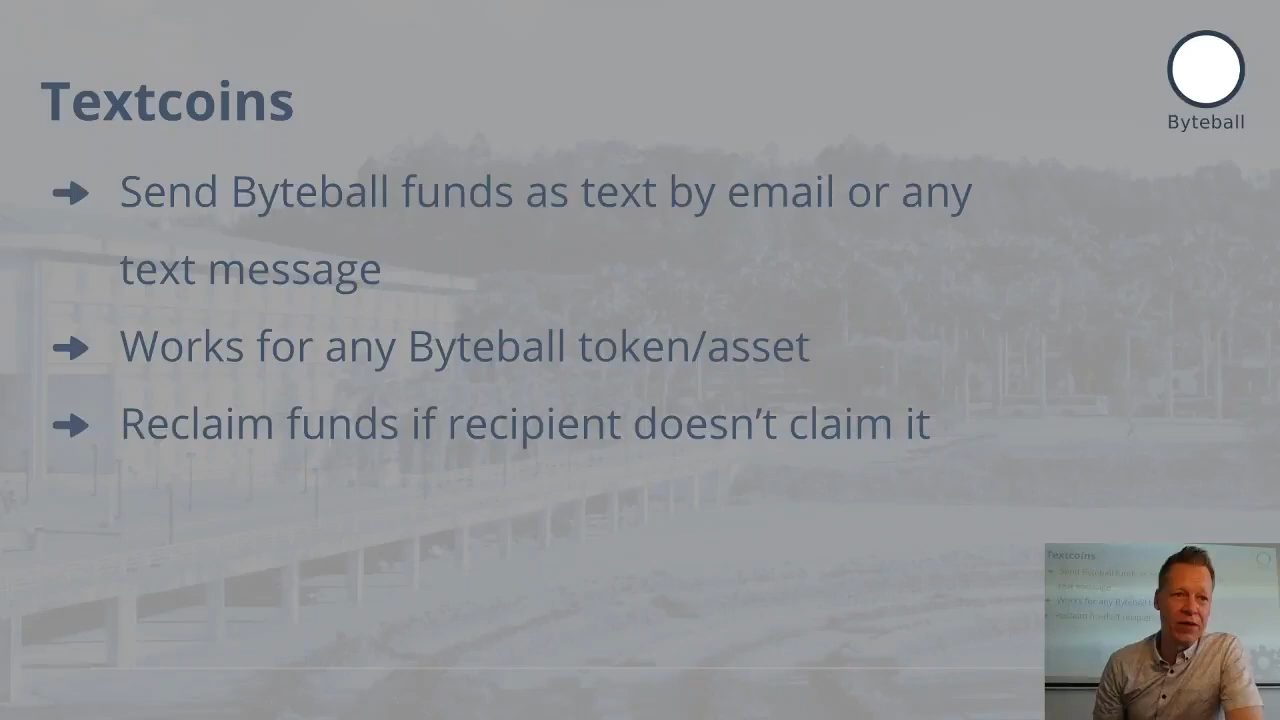 Textcoins
Byteball
Send Byteball funds as text by email or any
text message
Works for any Byteball token/asset
Reclaim funds if recipient doesn’t claim it
Textcoins